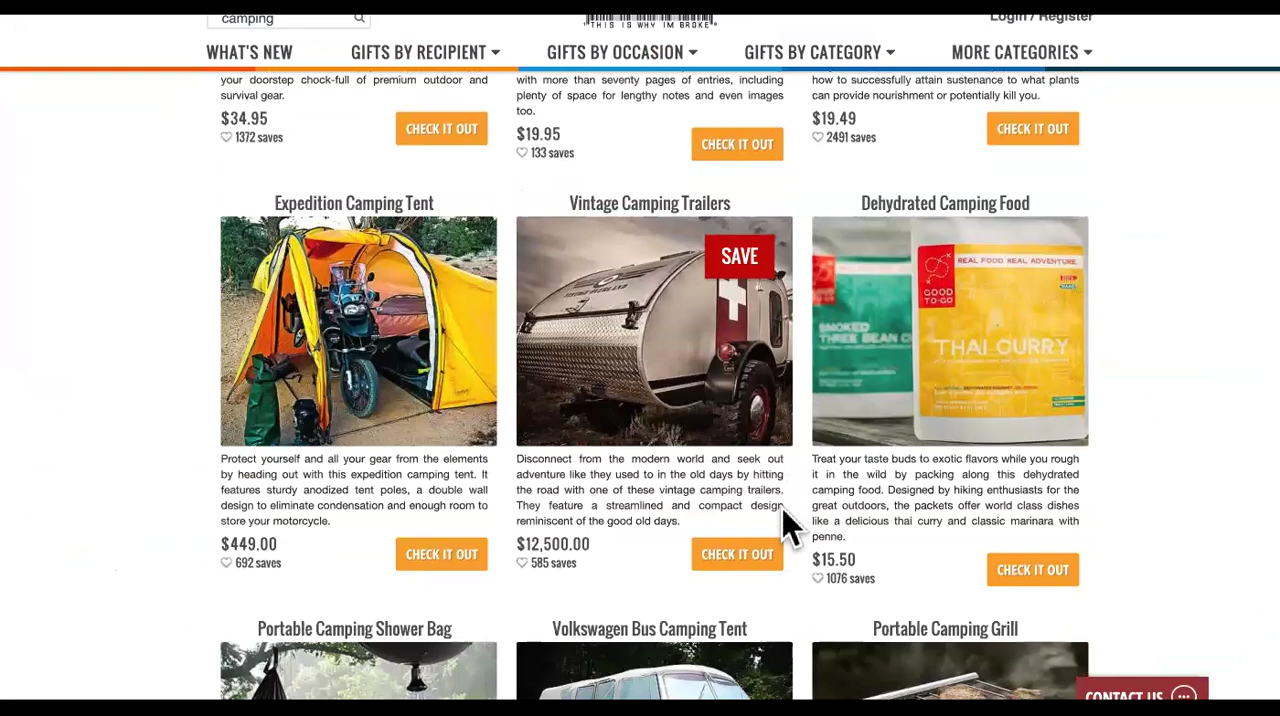 camping
"THIS IS WHY IM BROKE"
Login / Register
WHAT'S NEW
GIFTS BY RECIPIENT
GIFTS BY OCCASION
GIFTS BY CATEGORY
MORE CATEGORIES
your doorstep chock-full of premium outdoor and
survival gear.
$34.95
1372 saves
CHECK IT OUT
with more than seventy pages of entries, including
plenty of space for lengthy notes and even images
too.
$19.95
133 saves
CHECK IT OUT
how to successfully attain sustenance to what plants
can provide nourishment or potentially kill you.
$19.49
2491 saves
CHECK IT OUT
Expedition Camping Tent
Protect yourself and all your gear from the elements
by heading out with this expedition camping tent. It
features sturdy anodized tent poles, a double wall
design to eliminate condensation and enough room to
store your motorcycle.
$449.00
692 saves
CHECK IT OUT
Vintage Camping Trailers
SAVE
Disconnect from the modern world and seek out
adventure like they used to in the old days by hitting
the road with one of these vintage camping trailers.
They feature a streamlined and compact design
reminiscent of the good old days.
$12,500.00
585 saves
CHECK IT OUT
Dehydrated Camping Food
REAL FOOD REAL ADVENTURE
GOOD
TO-GO
SMOKED
THREE BEAN C
THAI CURRY
Treat your taste buds to exotic flavors while you rough
it in the wild by packing along this dehydrated
camping food. Designed by hiking enthusiasts for the
great outdoors, the packets offer world class dishes
like a delicious thai curry and classic marinara with
penne.
$15.50
1076 saves
CHECK IT OUT
Portable Camping Shower Bag
Volkswagen Bus Camping Tent
Portable Camping Grill
CONTACT US